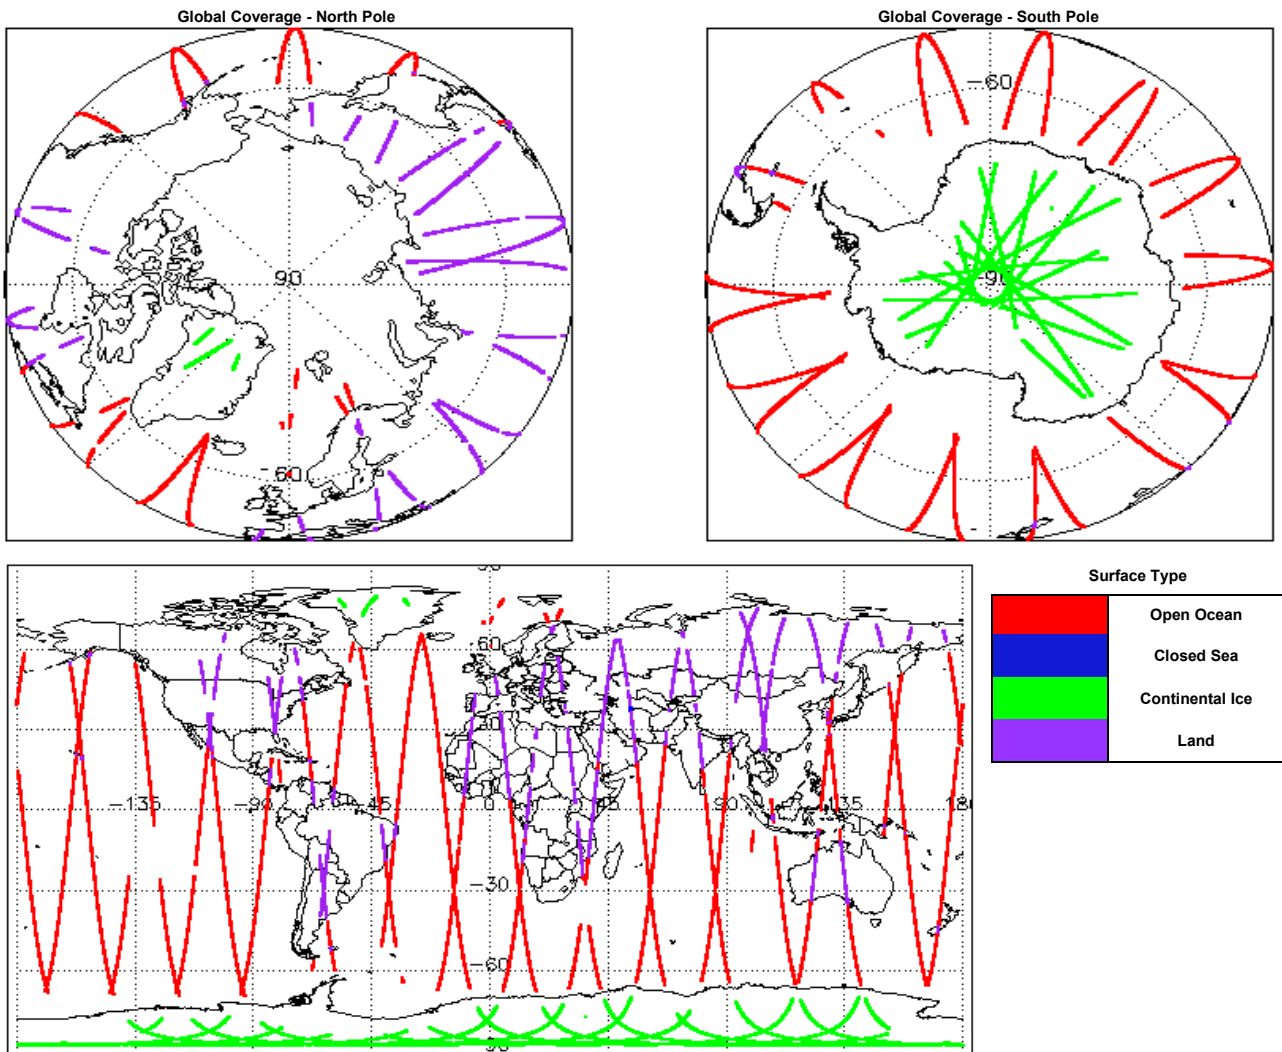 Global Coverage - North Pole
Global Coverage - South Pole
-60
90
-90
-60
60
30
-135
-90
-45
0
45
90
135
180
-30
-60
Surface Type
Open Ocean
Closed Sea
Continental Ice
Land